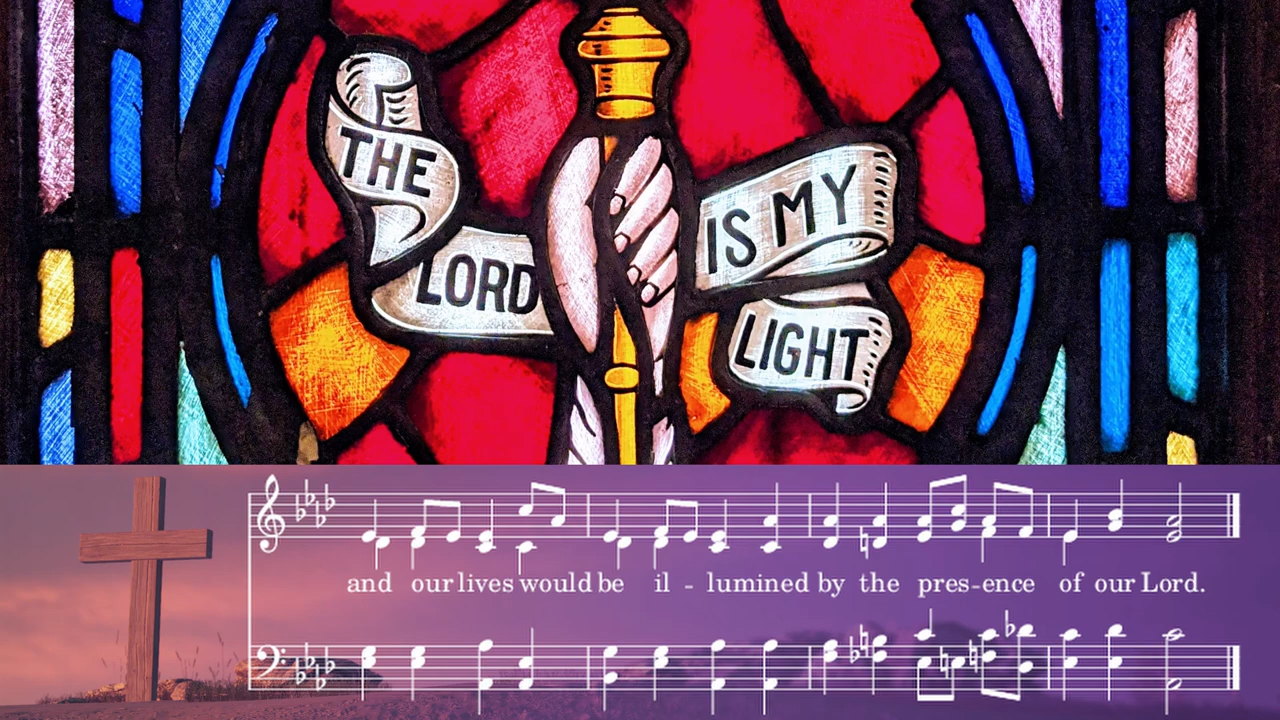 THE
LORD
IS MY
LIGHT
and our lives would be il - lumined by the pres-ence of our Lord.